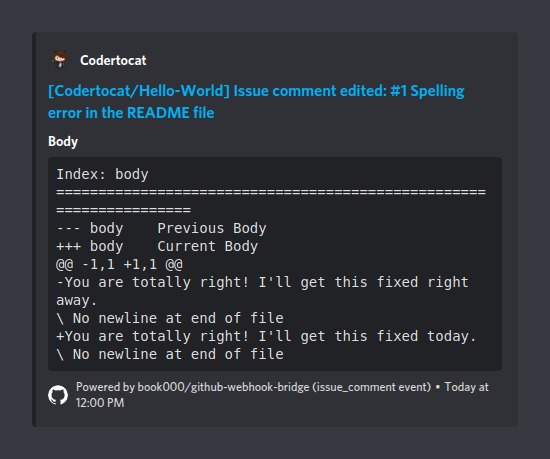 Codertocat
[Codertocat/Hello-World] Issue comment edited: #1 Spelling
error in the README file
Body
Index: body
===================================================
================
--- body    Previous Body
+++ body    Current Body
@@ -1,1 +1,1 @@
-You are totally right! I'll get this fixed right
away.
\ No newline at end of file
+You are totally right! I'll get this fixed today.
\ No newline at end of file
Powered by book000/github-webhook-bridge (issue_comment event) • Today at
12:00 PM